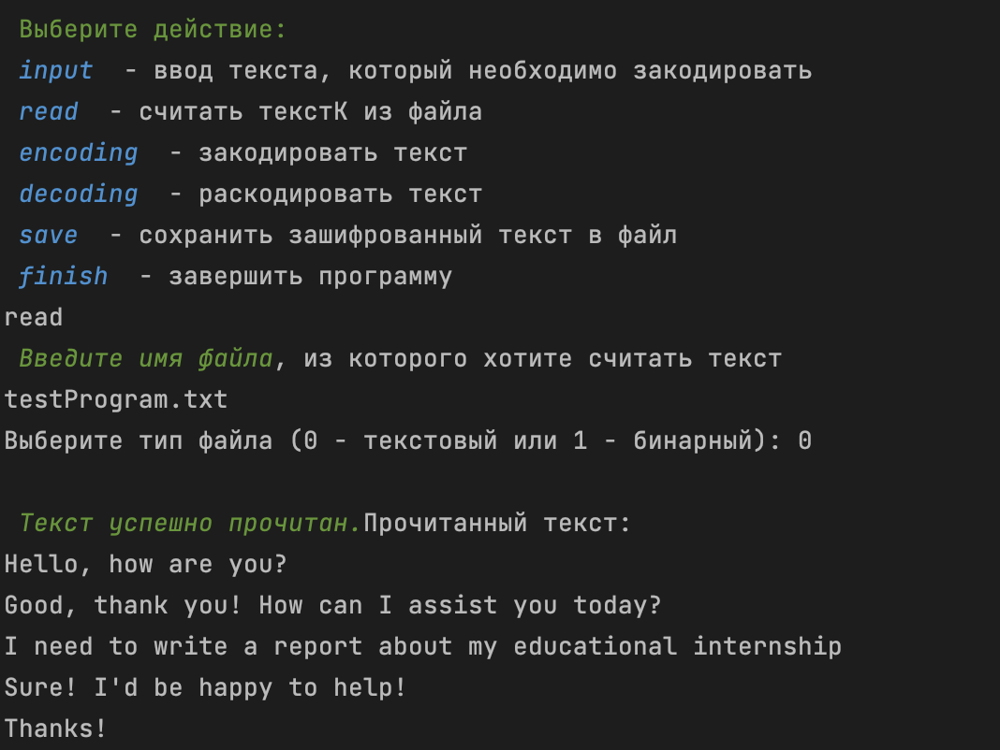 Выберите действие:
input - ввод текста, который необходимо закодировать
read - считать текстК из файла
encoding - закодировать текст
decoding - раскодировать текст
save - сохранить зашифрованный текст в файл
finish - завершить программу
read
Введите имя файла, из которого хотите считать текст
testProgram.txt
Выберите тип файла (0 - текстовый или 1 - бинарный): 0
Текст успешно прочитан.Прочитанный текст:
Hello, how are you?
Good, thank you! How can I assist you today?
I need to write a report about my educational internship
Sure! I'd be happy to help!
Thanks!